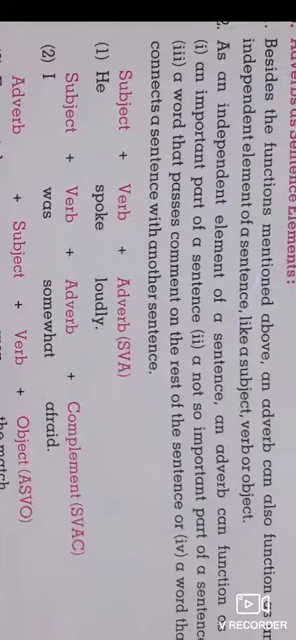 Adverbs as Sentence Elements:
Besides the functions mentioned above, an adverb can also function as an
independent element of a sentence, like a subject, verb or object.
2. As an independent element of a sentence, an adverb can function
(i) an important part of a sentence (ii) a not so important part of a sentence
(iii) a word that passes comment on the rest of the sentence or (iv) a word
connects a sentence with another sentence.
Subject + Verb + Adverb (SVA)
(1) He spoke loudly.
Subject + Verb + Adverb + Complement (SVAC)
(2) I was somewhat afraid.
Adverb + Subject + Verb + Object (ASVO)
the match
V RECORDER